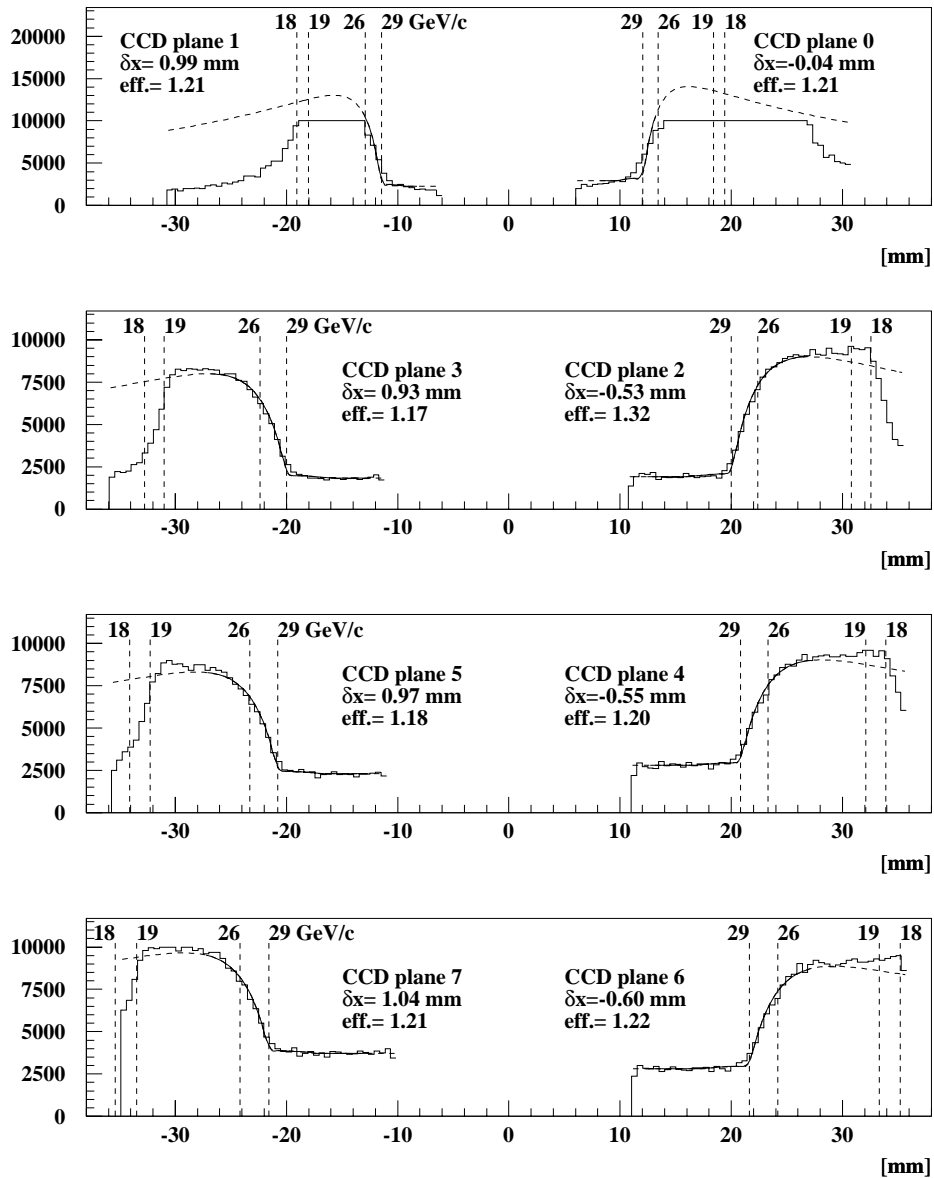 18 19 26 29 GeV/c 29 26 19 18
CCD plane 1
δx= 0.99 mm
eff.= 1.21
CCD plane 0
δx=-0.04 mm
eff.= 1.21
20000
15000
10000
5000
0
-30 -20 -10 0 10 20 30
[mm]
18 19 26 29 GeV/c 29 26 19 18
CCD plane 3
δx= 0.93 mm
eff.= 1.17
CCD plane 2
δx=-0.53 mm
eff.= 1.32
10000
7500
5000
2500
0
-30 -20 -10 0 10 20 30
[mm]
18 19 26 29 GeV/c 29 26 19 18
CCD plane 5
δx= 0.97 mm
eff.= 1.18
CCD plane 4
δx=-0.55 mm
eff.= 1.20
10000
7500
5000
2500
0
-30 -20 -10 0 10 20 30
[mm]
18 19 26 29 GeV/c 29 26 19 18
CCD plane 7
δx= 1.04 mm
eff.= 1.21
CCD plane 6
δx=-0.60 mm
eff.= 1.22
10000
7500
5000
2500
0
-30 -20 -10 0 10 20 30
[mm]